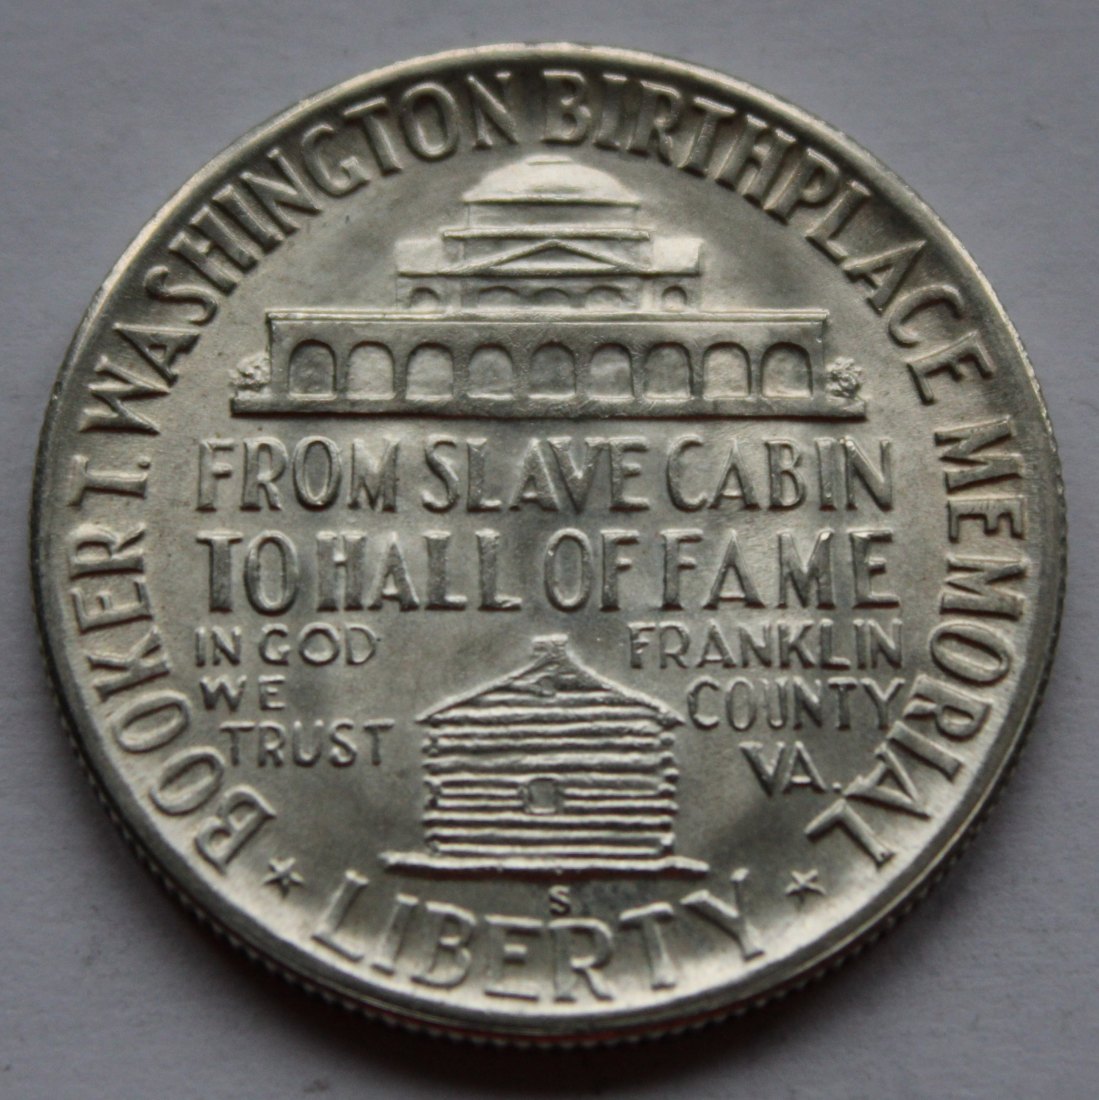 BOOKER T. WASHINGTON BIRTHPLACE MEMORIAL
FROM SLAVE CABIN
TO HALL OF FAME
IN GOD
WE
TRUST
FRANKLIN
COUNTY
VA.
S
LIBERTY